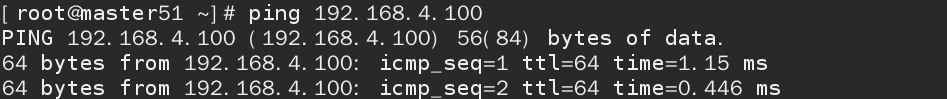 [root@master51 ~]# ping 192.168.4.100
PING 192.168.4.100 (192.168.4.100) 56(84) bytes of data.
64 bytes from 192.168.4.100: icmp_seq=1 ttl=64 time=1.15 ms
64 bytes from 192.168.4.100: icmp_seq=2 ttl=64 time=0.446 ms